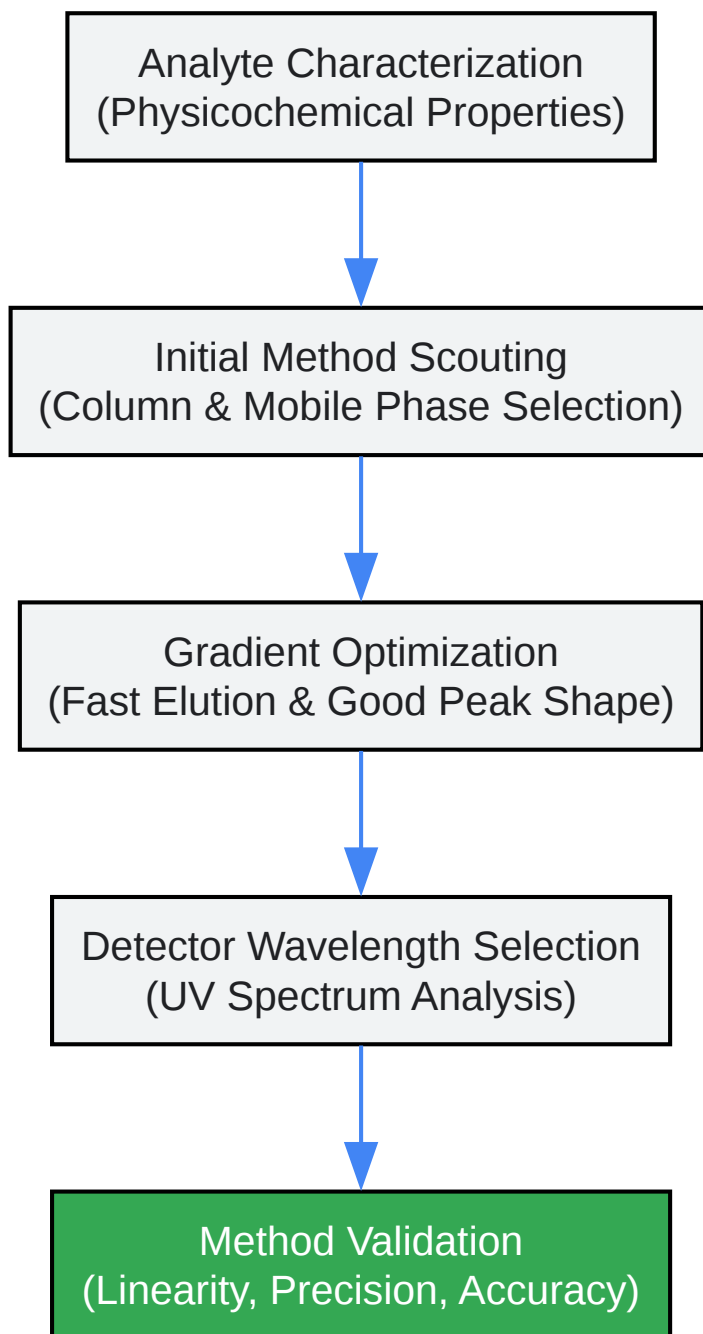 Analyte Characterization
(Physicochemical Properties)
Initial Method Scouting
(Column & Mobile Phase Selection)
Gradient Optimization
(Fast Elution & Good Peak Shape)
Detector Wavelength Selection
(UV Spectrum Analysis)
Method Validation
(Linearity, Precision, Accuracy)